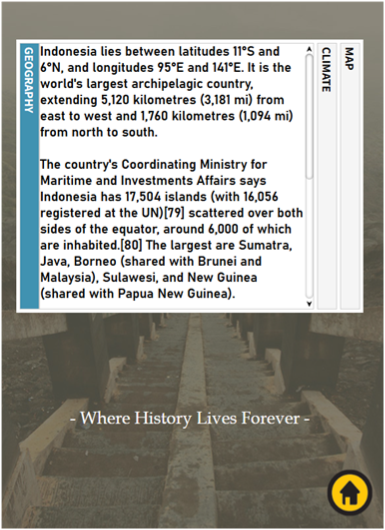 GEOGRAPHY
Indonesia lies between latitudes 11°S and
6°N, and longitudes 95°E and 141°E. It is the
world's largest archipelagic country,
extending 5,120 kilometres (3,181 mi) from
east to west and 1,760 kilometres (1,094 mi)
from north to south.
The country's Coordinating Ministry for
Maritime and Investments Affairs says
Indonesia has 17,504 islands (with 16,056
registered at the UN)[79] scattered over both
sides of the equator, around 6,000 of which
are inhabited.[80] The largest are Sumatra,
Java, Borneo (shared with Brunei and
Malaysia), Sulawesi, and New Guinea
(shared with Papua New Guinea).
CLIMATE
MAP
- Where History Lives Forever -